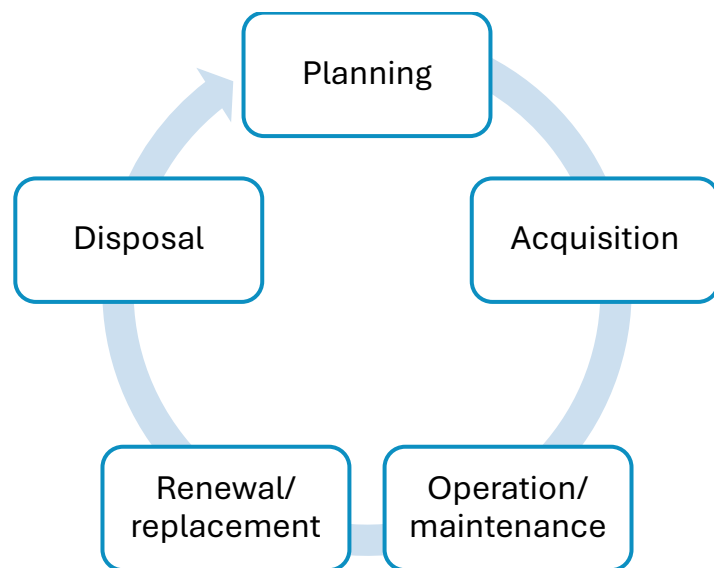 Planning
Acquisition
Operation/
maintenance
Renewal/
replacement
Disposal